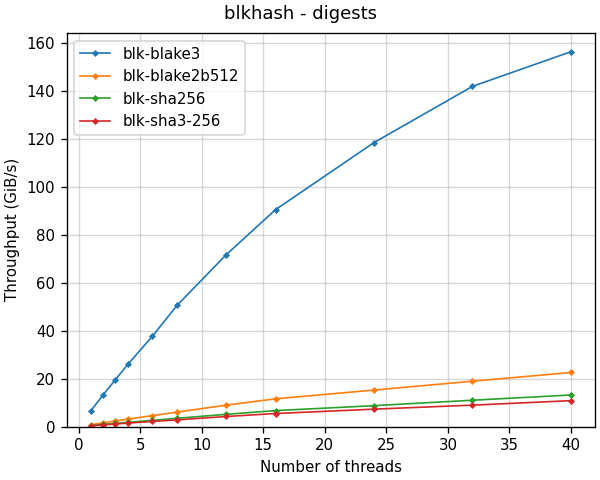 blkhash - digests
blk-blake3
blk-blake2b512
blk-sha256
blk-sha3-256
Throughput (GiB/s)
160
140
120
100
80
60
40
20
0
0 5 10 15 20 25 30 35 40
Number of threads